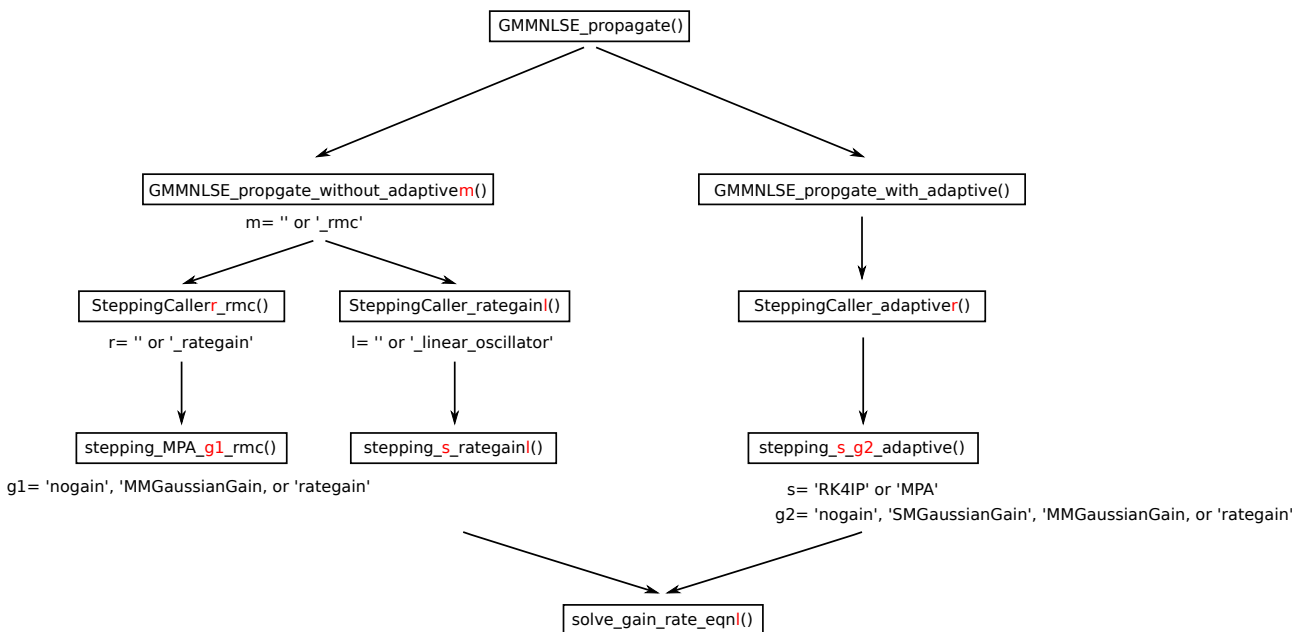 GMMNLSE_propagate()
GMMNLSE_propgate_without_adaptivem()
GMMNLSE_propgate_with_adaptive()
m= '' or '_rmc'
SteppingCallerr_rmc()
SteppingCaller_rategainl()
SteppingCaller_adaptiver()
r= '' or '_rategain'
l= '' or '_linear_oscillator'
stepping_MPA_g1_rmc()
stepping_s_rategainl()
stepping_s_g2_adaptive()
g1= 'nogain', 'MMGaussianGain, or 'rategain'
s= 'RK4IP' or 'MPA'
g2= 'nogain', 'SMGaussianGain', 'MMGaussianGain, or 'rategain'
solve_gain_rate_eqnl()